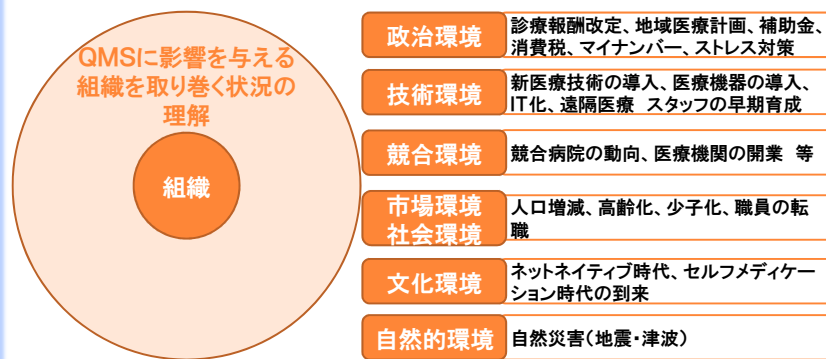 QMSに影響を与える
組織を取り巻く状況の
理解
組織
政治環境
診療報酬改定、地域医療計画、補助金、
消費税、マイナンバー、ストレス対策
技術環境
新医療技術の導入、医療機器の導入、
IT化、遠隔医療 スタッフの早期育成
競合環境
競合病院の動向、医療機関の開業 等
市場環境
社会環境
人口増減、高齢化、少子化、職員の転
職
文化環境
ネットネイティブ時代、セルフメディケー
ション時代の到来
自然的環境
自然災害（地震・津波）